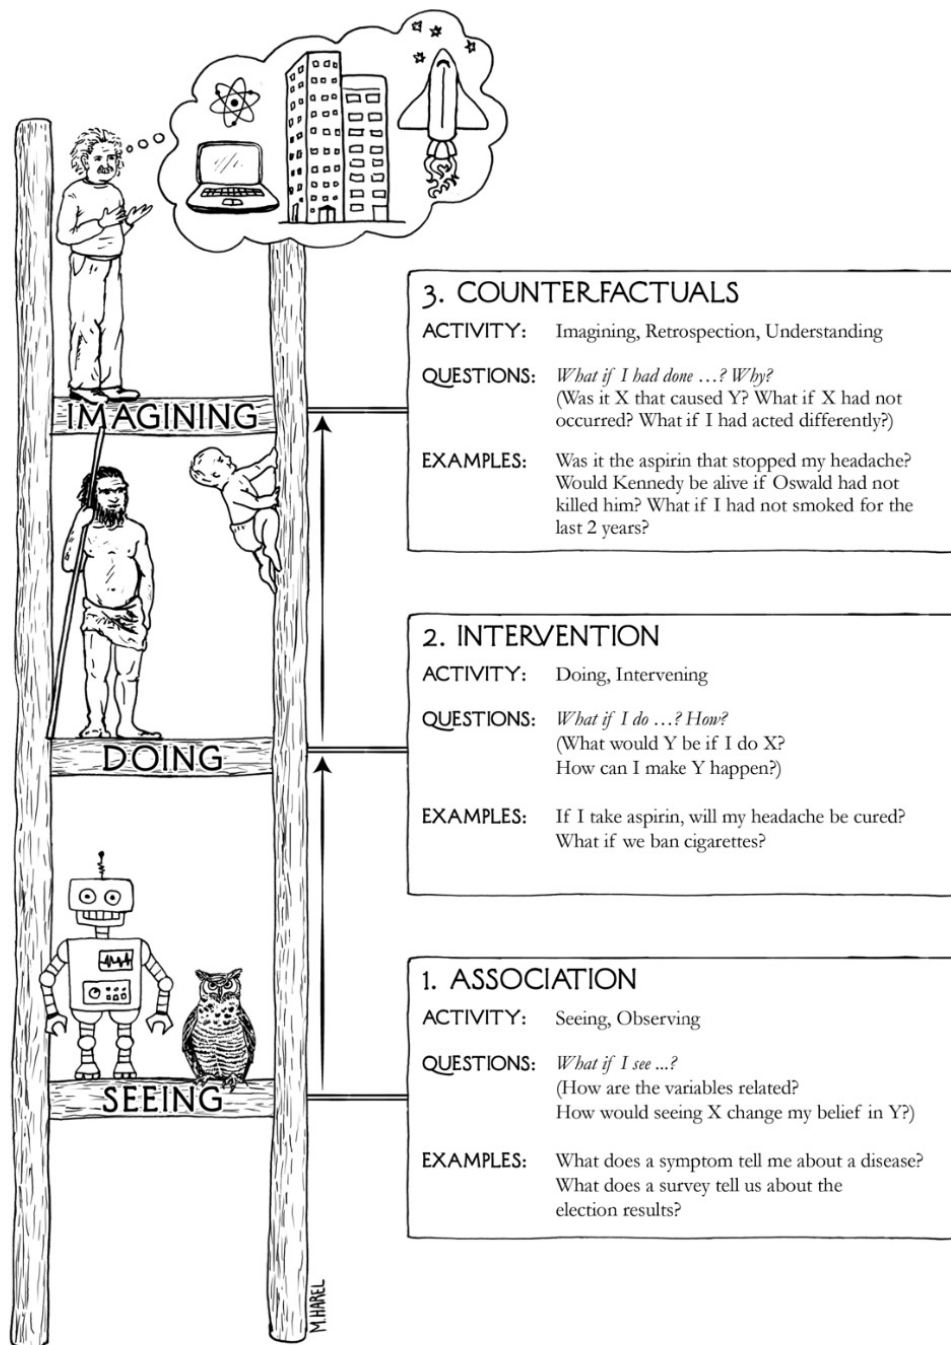 3. COUNTERFACTUALS
ACTIVITY: Imagining, Retrospection, Understanding
QUESTIONS: What if I had done …? Why?
(Was it X that caused Y? What if X had not
occurred? What if I had acted differently?)
EXAMPLES: Was it the aspirin that stopped my headache?
Would Kennedy be alive if Oswald had not
killed him? What if I had not smoked for the
last 2 years?
IMAGINING
2. INTERVENTION
ACTIVITY: Doing, Intervening
QUESTIONS: What if I do …? How?
(What would Y be if I do X?
How can I make Y happen?)
EXAMPLES: If I take aspirin, will my headache be cured?
What if we ban cigarettes?
DOING
1. ASSOCIATION
ACTIVITY: Seeing, Observing
QUESTIONS: What if I see ...?
(How are the variables related?
How would seeing X change my belief in Y?)
EXAMPLES: What does a symptom tell me about a disease?
What does a survey tell us about the
election results?
SEEING
M.HAREL